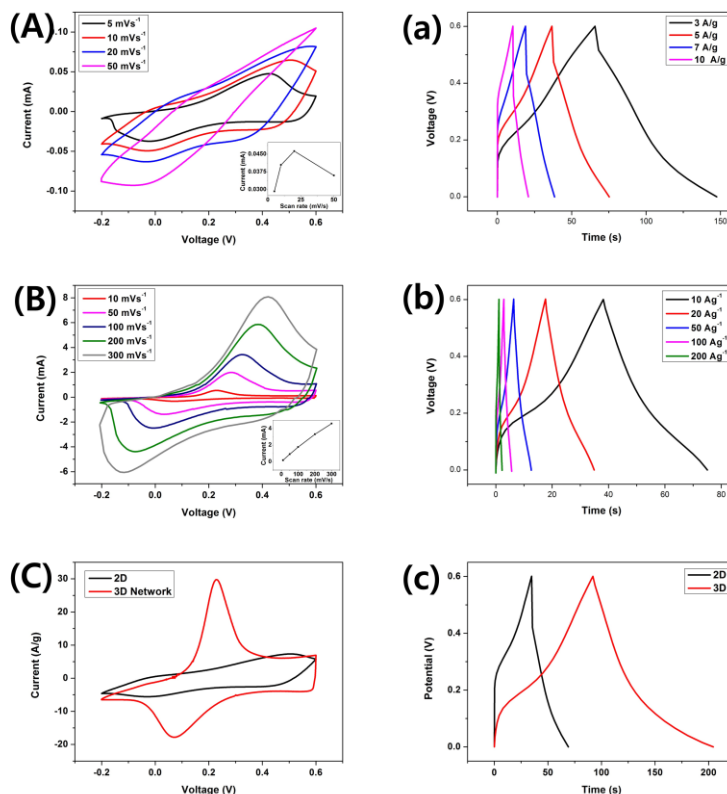 (A)
5 mVs-1
10 mVs-1
20 mVs-1
50 mVs-1
Current (mA)
0.10
0.05
0.00
-0.05
-0.10
Current (mA)
0.0450
0.0375
0.0300
0
25
50
Scan rate (mV/s)
-0.2
0.0
0.2
0.4
0.6
Voltage (V)
(a)
3 A/g
5 A/g
7 A/g
10 A/g
Voltage (V)
0.6
0.4
0.2
0.0
0
50
100
150
Time (s)
(B)
10 mVs-1
50 mVs-1
100 mVs-1
200 mVs-1
300 mVs-1
Current (mA)
8
6
4
2
0
-2
-4
-6
Current (mA)
4
2
0
0
100
200
300
Scan rate (mV/s)
-0.2
0.0
0.2
0.4
0.6
Voltage (V)
(b)
10 Ag-1
20 Ag-1
50 Ag-1
100 Ag-1
200 Ag-1
Voltage (V)
0.6
0.4
0.2
0.0
0
20
40
60
80
Time (s)
(C)
2D
3D Network
Current (A/g)
30
20
10
0
-10
-20
-0.2
0.0
0.2
0.4
0.6
Voltage (V)
(c)
2D
3D
Potential (V)
0.6
0.4
0.2
0.0
0
50
100
150
200
Time (s)